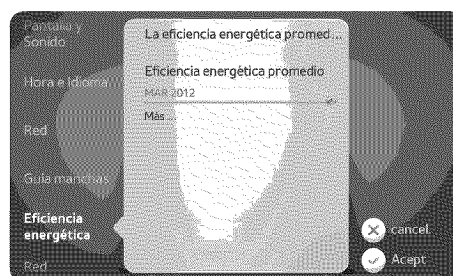 Pantalla y
Sonido
Hora e Idioma
Red
Guía manchas
Eficiencia
energética
Red
La eficiencia energética promed...
Eficiencia energética promedio
MAR 2012
Más ...
cancel
Acept